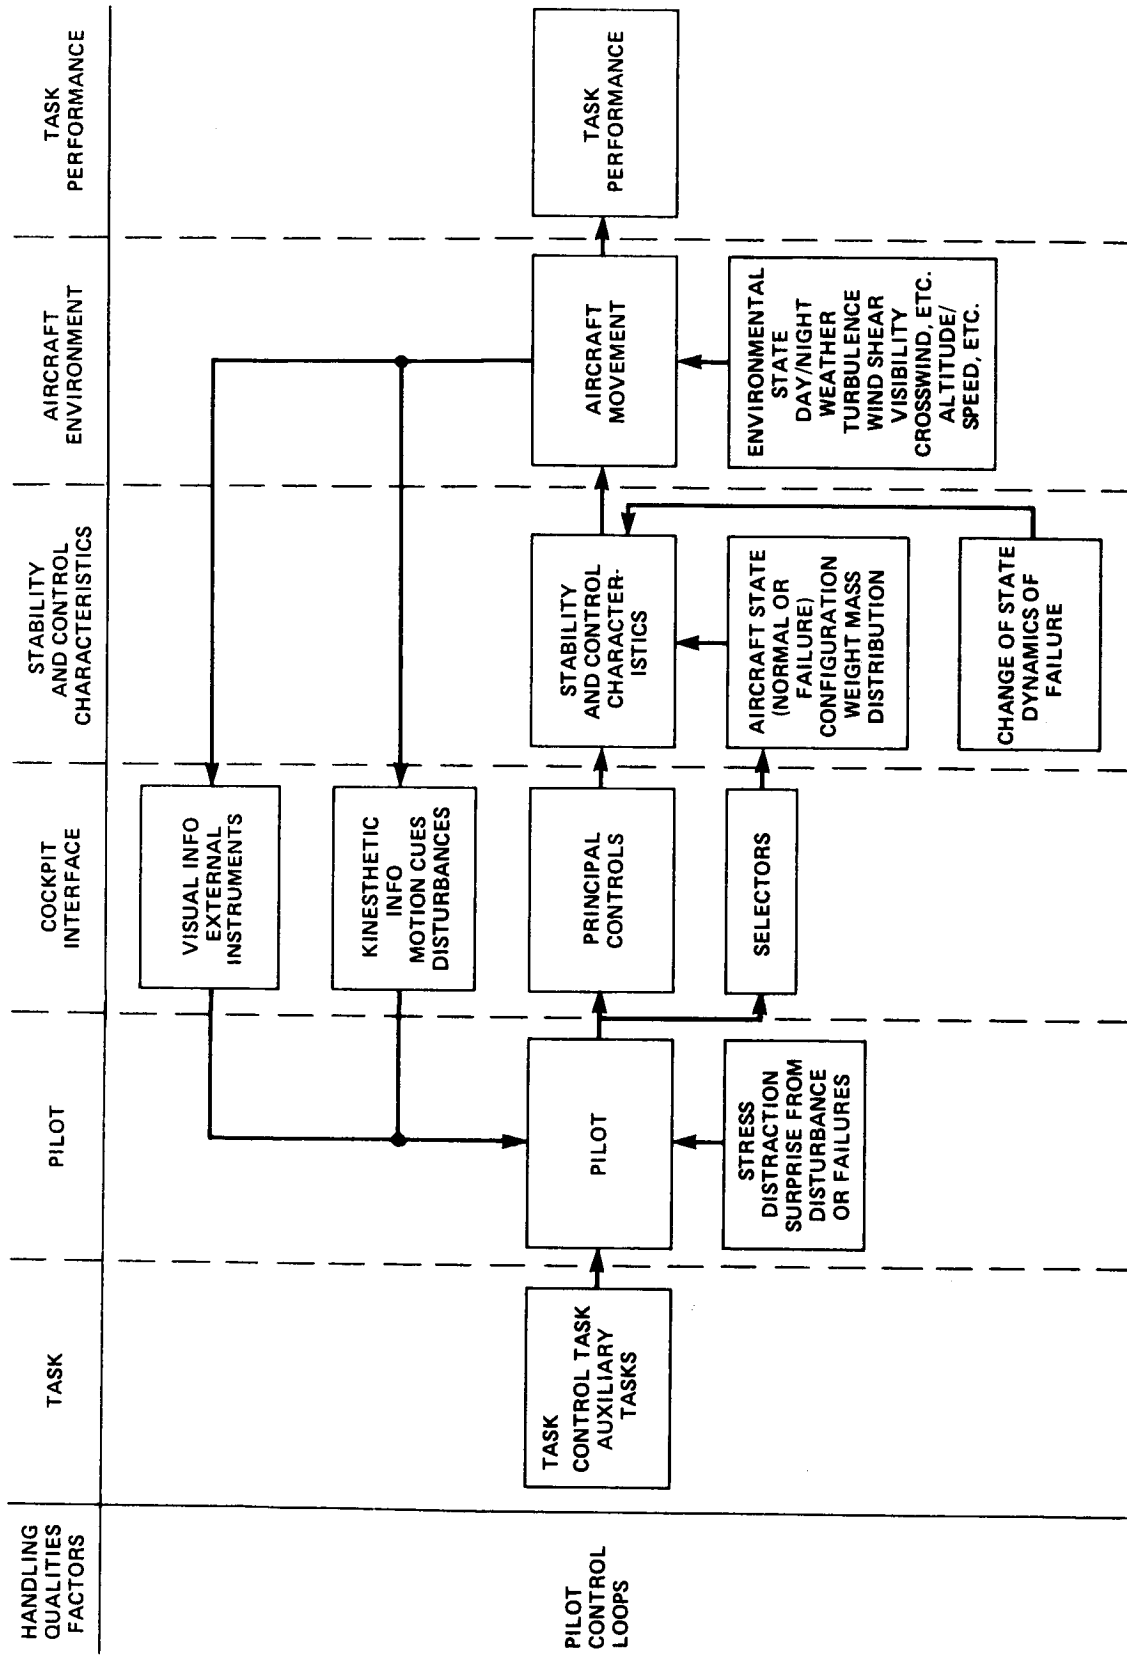 HANDLING
QUALITIES
FACTORS
TASK
PILOT
COCKPIT
INTERFACE
STABILITY
AND CONTROL
CHARACTERISTICS
AIRCRAFT
ENVIRONMENT
TASK
PERFORMANCE
PILOT
CONTROL
LOOPS
VISUAL INFO
EXTERNAL
INSTRUMENTS
KINESTHETIC
INFO
MOTION CUES
DISTURBANCES
TASK
CONTROL TASK
AUXILIARY
TASKS
PILOT
PRINCIPAL
CONTROLS
STABILITY
AND CONTROL
CHARACTER-
ISTICS
AIRCRAFT
MOVEMENT
TASK
PERFORMANCE
STRESS
DISTRACTION
SURPRISE FROM
DISTURBANCE
OR FAILURES
SELECTORS
AIRCRAFT STATE
(NORMAL OR
FAILURE)
CONFIGURATION
WEIGHT MASS
DISTRIBUTION
ENVIRONMENTAL
STATE
DAY/NIGHT
WEATHER
TURBULENCE
WIND SHEAR
VISIBILITY
CROSSWIND, ETC.
ALTITUDE/
SPEED, ETC.
CHANGE OF STATE
DYNAMICS OF
FAILURE